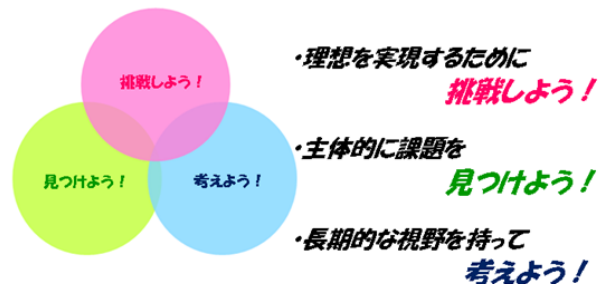 挑戦しよう！
見つけよう！
考えよう！
・理想を実現するために
挑戦しよう！
・主体的に課題を
見つけよう！
・長期的な視野を持って
考えよう！